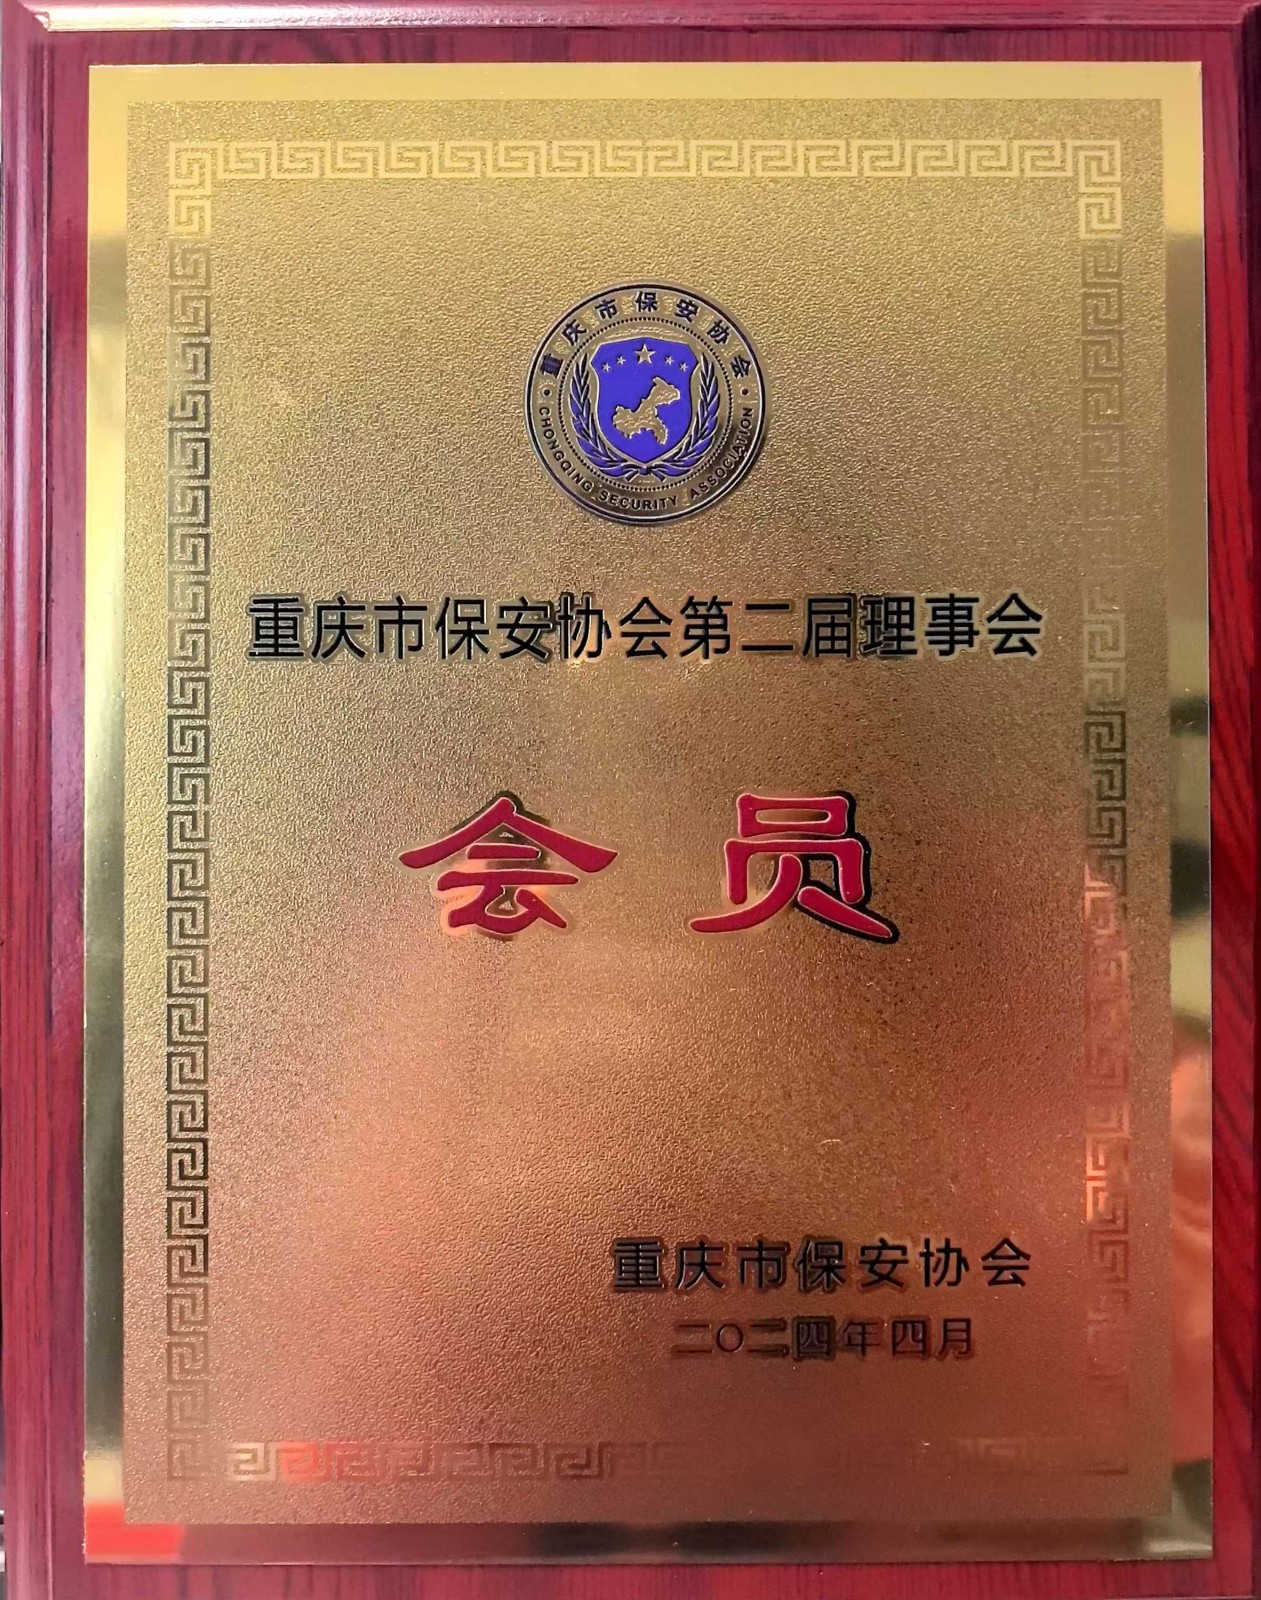 重庆市保安协会
CHONGQING SECURITY ASSOCIATION
重庆市保安协会第二届理事会
会员
重庆市保安协会
二〇二四年四月